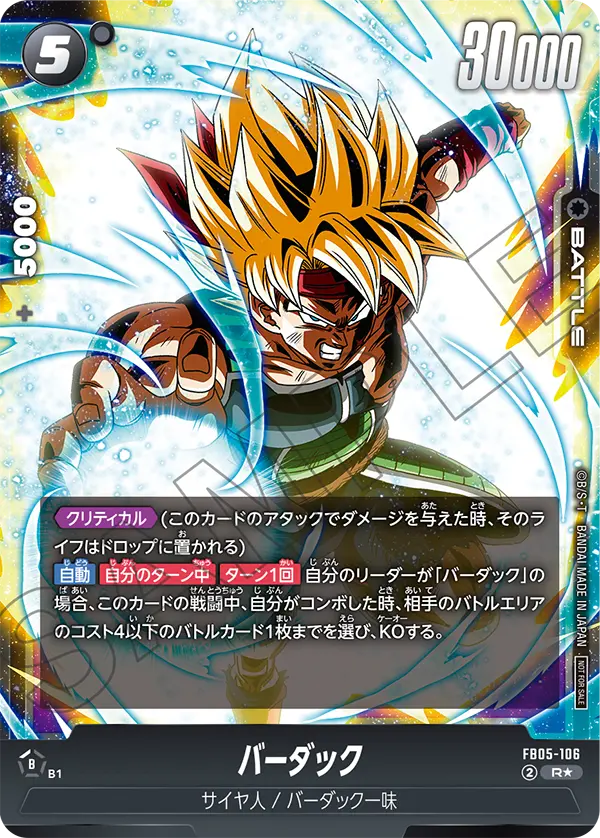 5
30000
+ 5000
BATTLE
SAMPLE
クリティカル (このカードのアタックでダメージを与えた時、そのラ
イフはドロップに置かれる)
自動 自分のターン中 ターン1回 自分のリーダーが「バーダック」の
場合、このカードの戦闘中、自分がコンボした時、相手のバトルエリア
のコスト4以下のバトルカード1枚までを選び、KOする。
©B/S・T BANDAI MADE IN JAPAN NOT FOR SALE
B B1
バーダック
FB05-106
② R★
サイヤ人 / バーダック一味